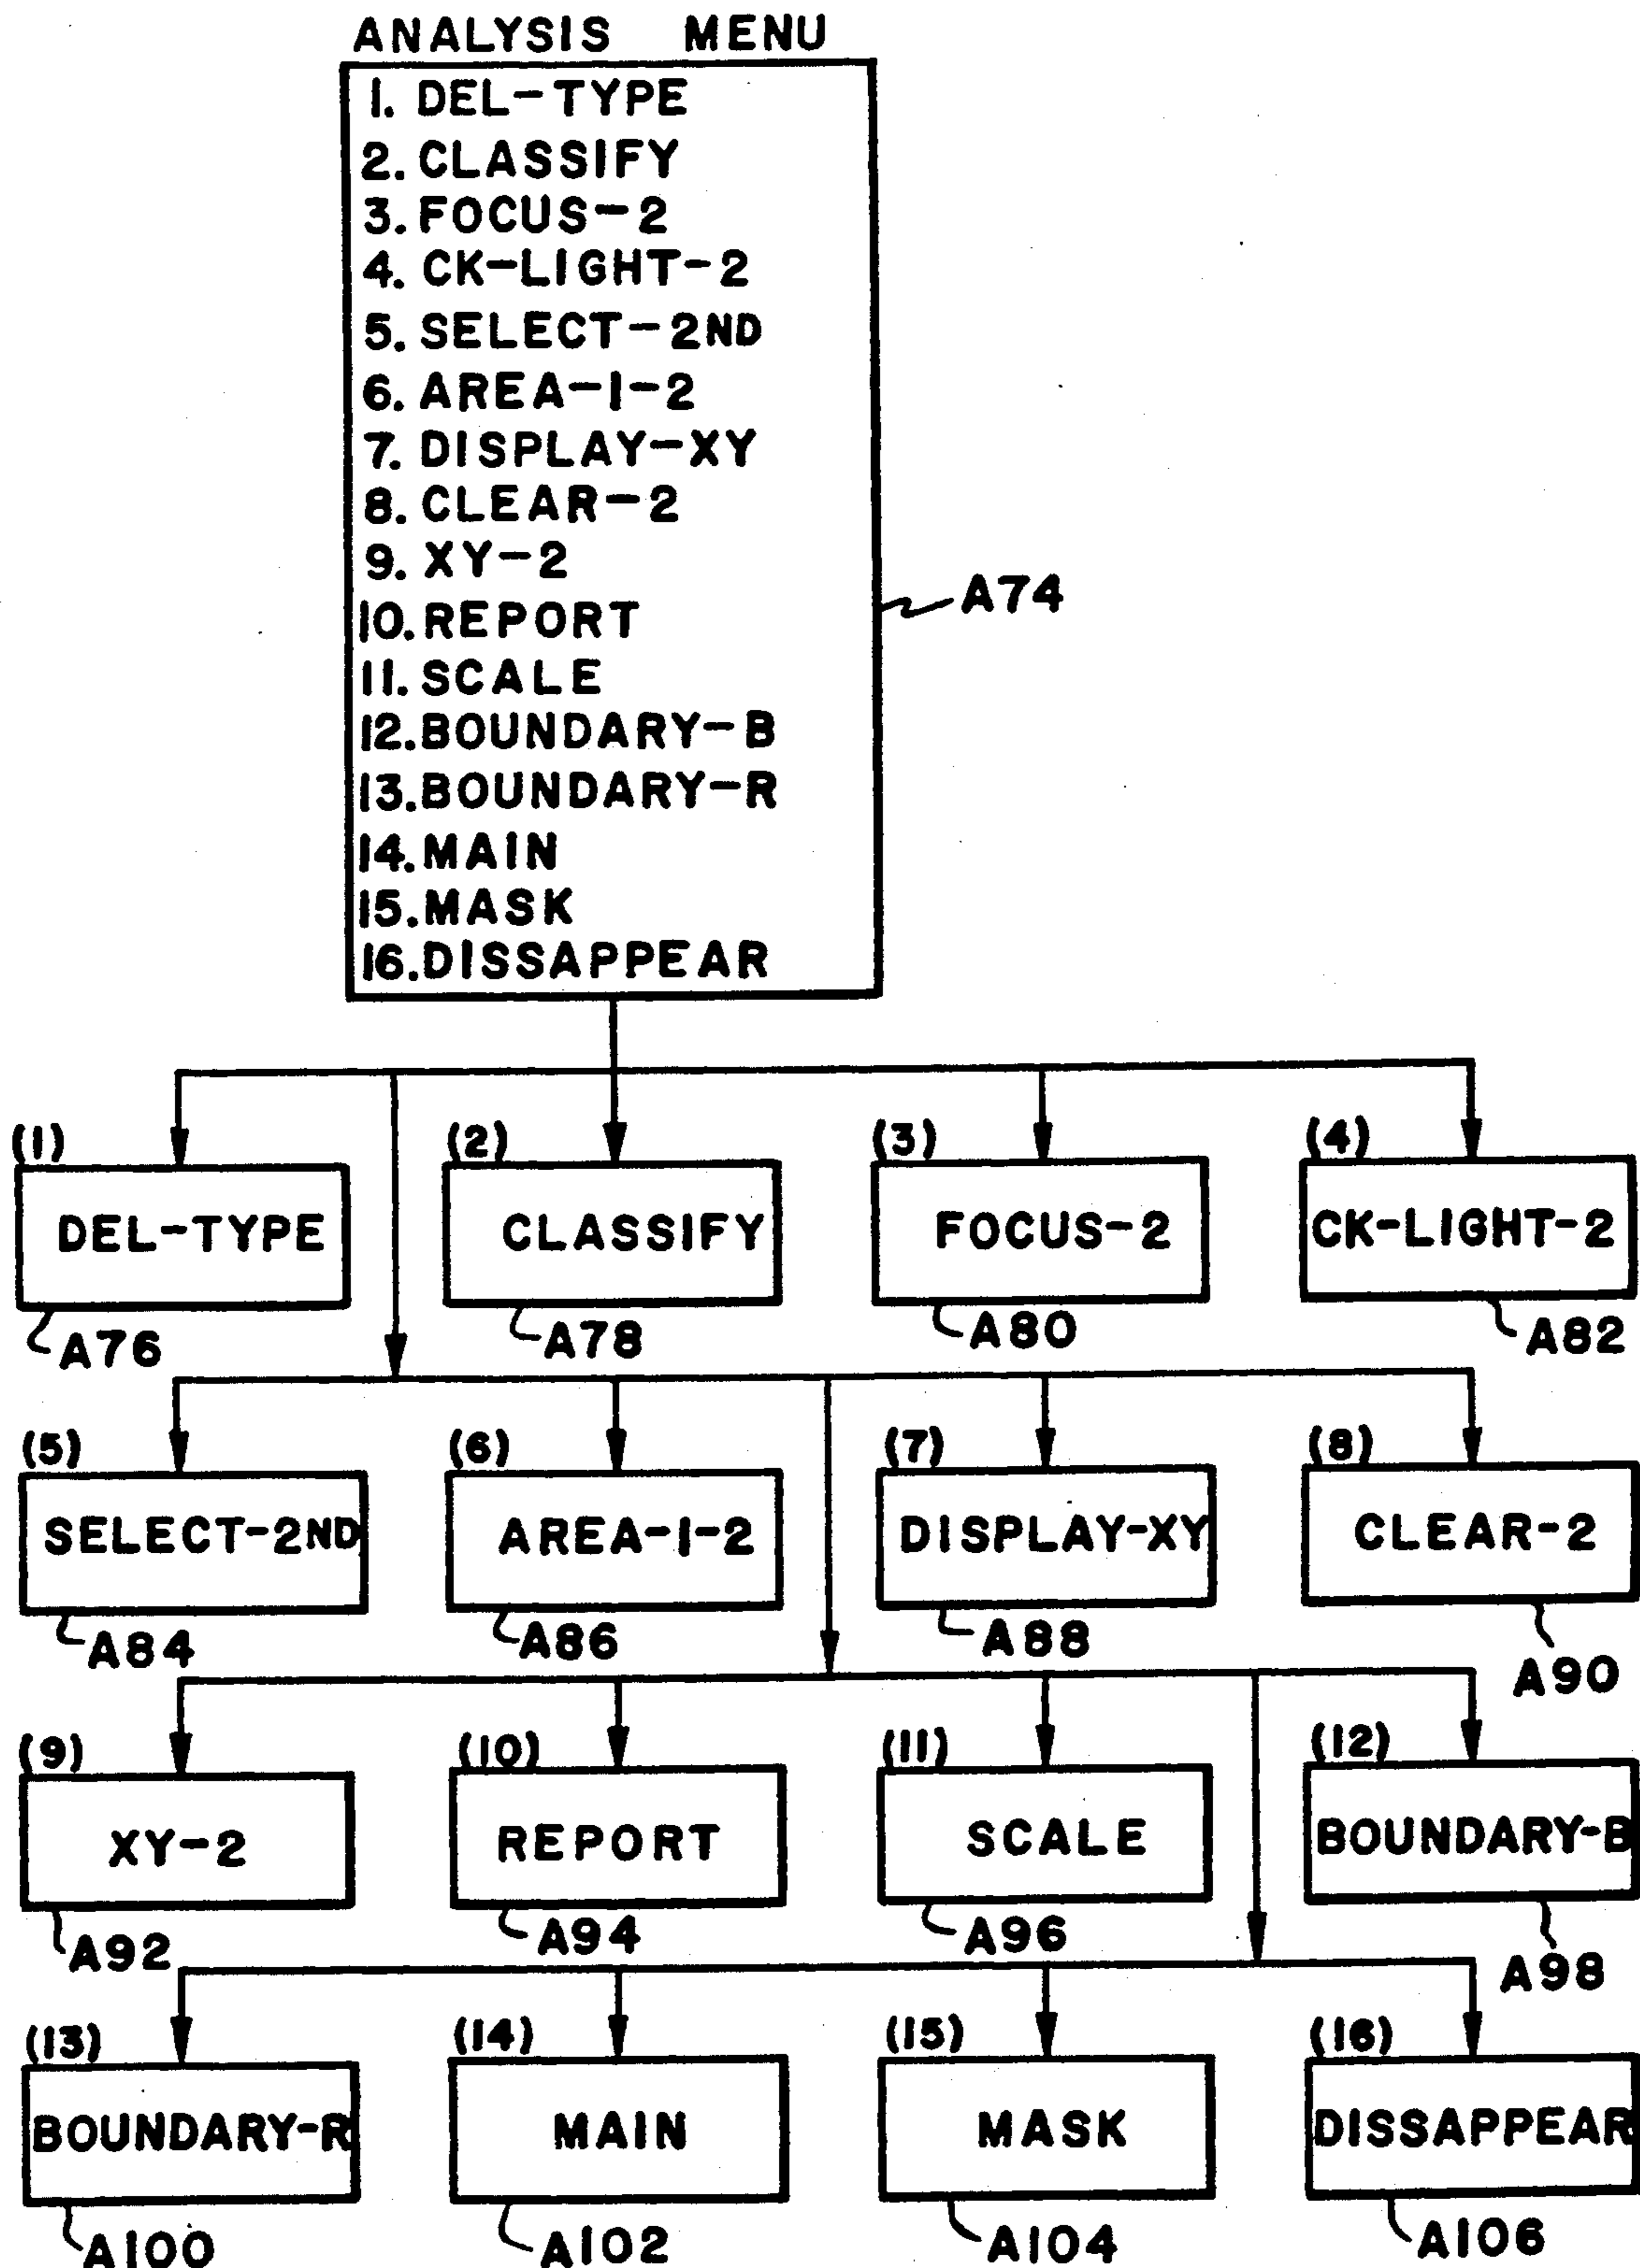 ANALYSIS MENU
1. DEL-TYPE
2. CLASSIFY
3. FOCUS-2
4. CK-LIGHT-2
5. SELECT-2ND
6. AREA-1-2
7. DISPLAY-XY
8. CLEAR-2
9. XY-2
10. REPORT
11. SCALE
12. BOUNDARY-B
13. BOUNDARY-R
14. MAIN
15. MASK
16. DISSAPPEAR
A74
(1) (2) (3) (4)
DEL-TYPE CLASSIFY FOCUS-2 CK-LIGHT-2
A76 A78 A80 A82
(5) (6) (7) (8)
SELECT-2ND AREA-1-2 DISPLAY-XY CLEAR-2
A84 A86 A88 A90
(9) (10) (11) (12)
XY-2 REPORT SCALE BOUNDARY-B
A92 A94 A96 A98
(13) (14) (15) (16)
BOUNDARY-R MAIN MASK DISSAPPEAR
A100 A102 A104 A106